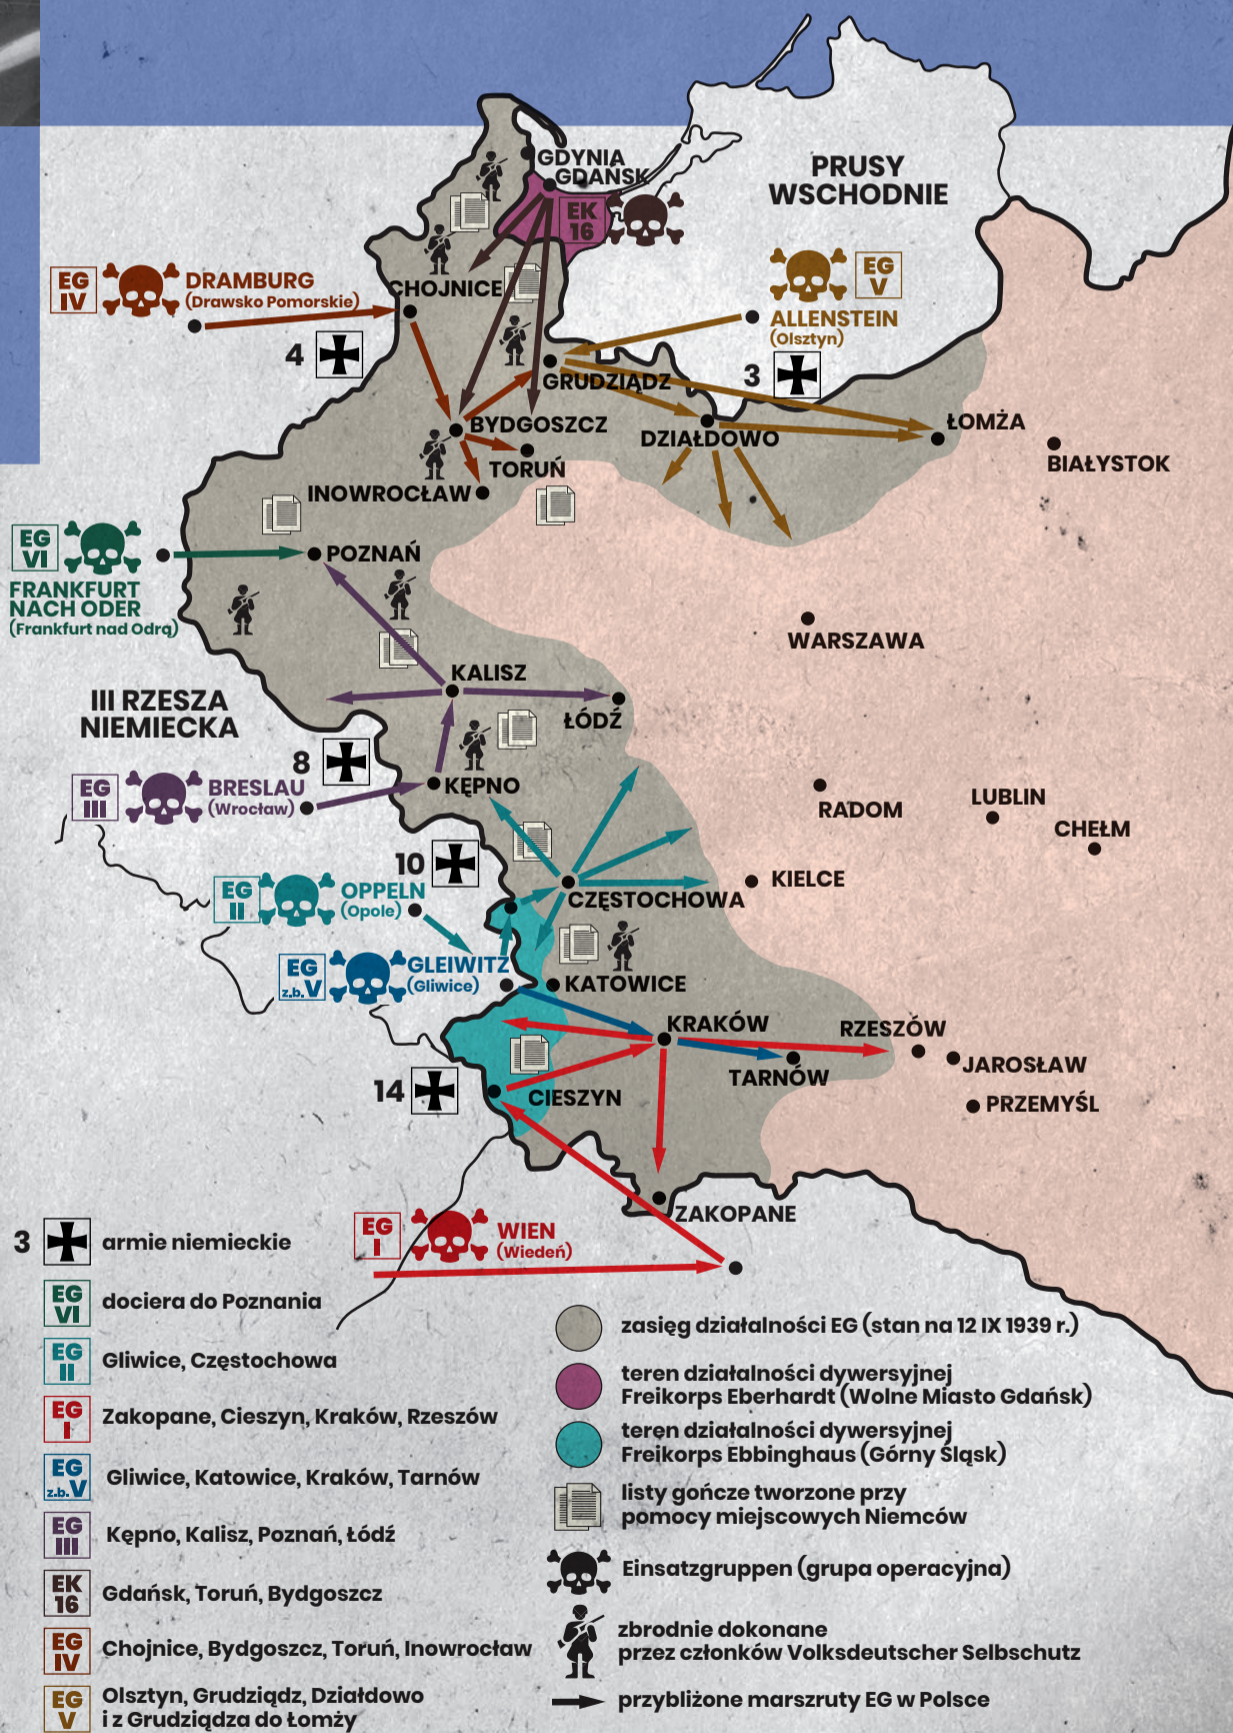 GDYNIA
GDAŃSK
EK
16
PRUSY
WSCHODNIE
EG
IV
DRAMBURG
(Drawsko Pomorskie)
CHOJNICE
EG
V
ALLENSTEIN
(Olsztyn)
4
3
GRUDZIĄDZ
BYDGOSZCZ
DZIAŁDOWO
ŁOMŻA
BIAŁYSTOK
TORUŃ
INOWROCŁAW
EG
VI
POZNAŃ
FRANKFURT
NACH ODER
(Frankfurt nad Odrą)
WARSZAWA
KALISZ
III RZESZA
NIEMIECKA
ŁÓDŹ
8
EG
III
BRESLAU
(Wrocław)
KĘPNO
RADOM
LUBLIN
CHEŁM
10
EG
II
OPPELN
(Opole)
CZĘSTOCHOWA
KIELCE
EG
z.b.V
GLEIWITZ
(Gliwice)
KATOWICE
KRAKÓW
RZESZÓW
TARNÓW
JAROSŁAW
14
CIESZYN
PRZEMYŚL
ZAKOPANE
EG
I
WIEN
(Wiedeń)
3
armie niemieckie
EG
VI
dociera do Poznania
EG
II
Gliwice, Częstochowa
EG
I
Zakopane, Cieszyn, Kraków, Rzeszów
EG
z.b.V
Gliwice, Katowice, Kraków, Tarnów
EG
III
Kępno, Kalisz, Poznań, Łódź
EK
16
Gdańsk, Toruń, Bydgoszcz
EG
IV
Chojnice, Bydgoszcz, Toruń, Inowrocław
EG
V
Olsztyn, Grudziądz, Działdowo
i z Grudziądza do Łomży
zasięg działalności EG (stan na 12 IX 1939 r.)
teren działalności dywersyjnej
Freikorps Eberhardt (Wolne Miasto Gdańsk)
teren działalności dywersyjnej
Freikorps Ebbinghaus (Górny Śląsk)
listy gończe tworzone przy
pomocy miejscowych Niemców
Einsatzgruppen (grupa operacyjna)
zbrodnie dokonane
przez członków Volksdeutscher Selbschutz
przybliżone marszruty EG w Polsce